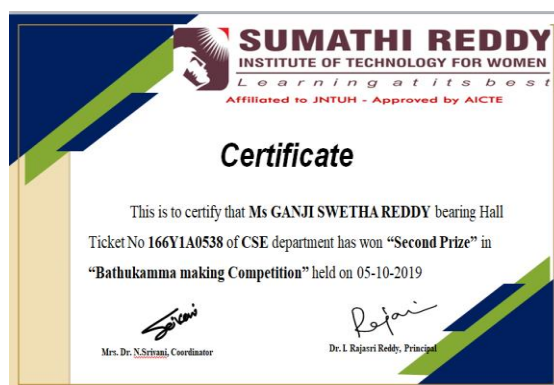 SUMATHI REDDY
INSTITUTE OF TECHNOLOGY FOR WOMEN
Learning at its best
Affiliated to JNTUH - Approved by AICTE
Certificate
This is to certify that Ms GANJI SWETHA REDDY bearing Hall
Ticket No 166Y1A0538 of CSE department has won “Second Prize” in
“Bathukamma making Competition” held on 05-10-2019
Srivani
Rajasri
Mrs. Dr. N.Srivani, Coordinator
Dr. I. Rajasri Reddy, Principal